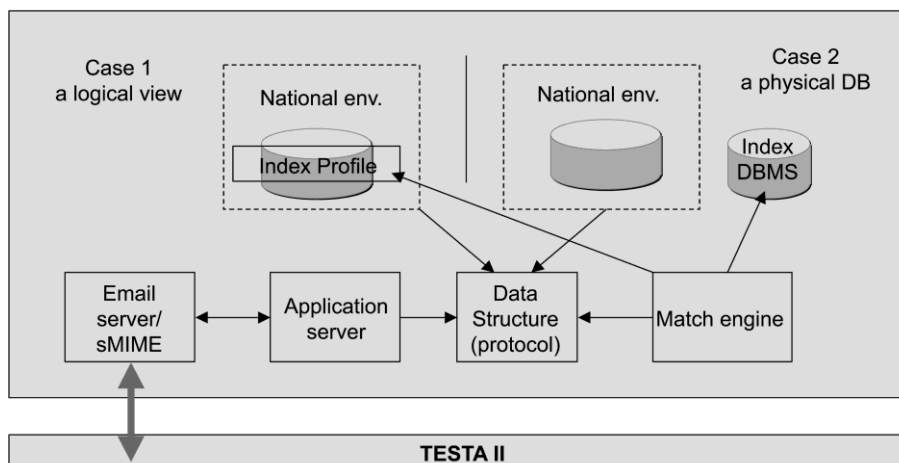 Case 1
a logical view
National env.
Index Profile
National env.
Case 2
a physical DB
Index
DBMS
Email
server/
sMIME
Application
server
Data
Structure
(protocol)
Match engine
TESTA II